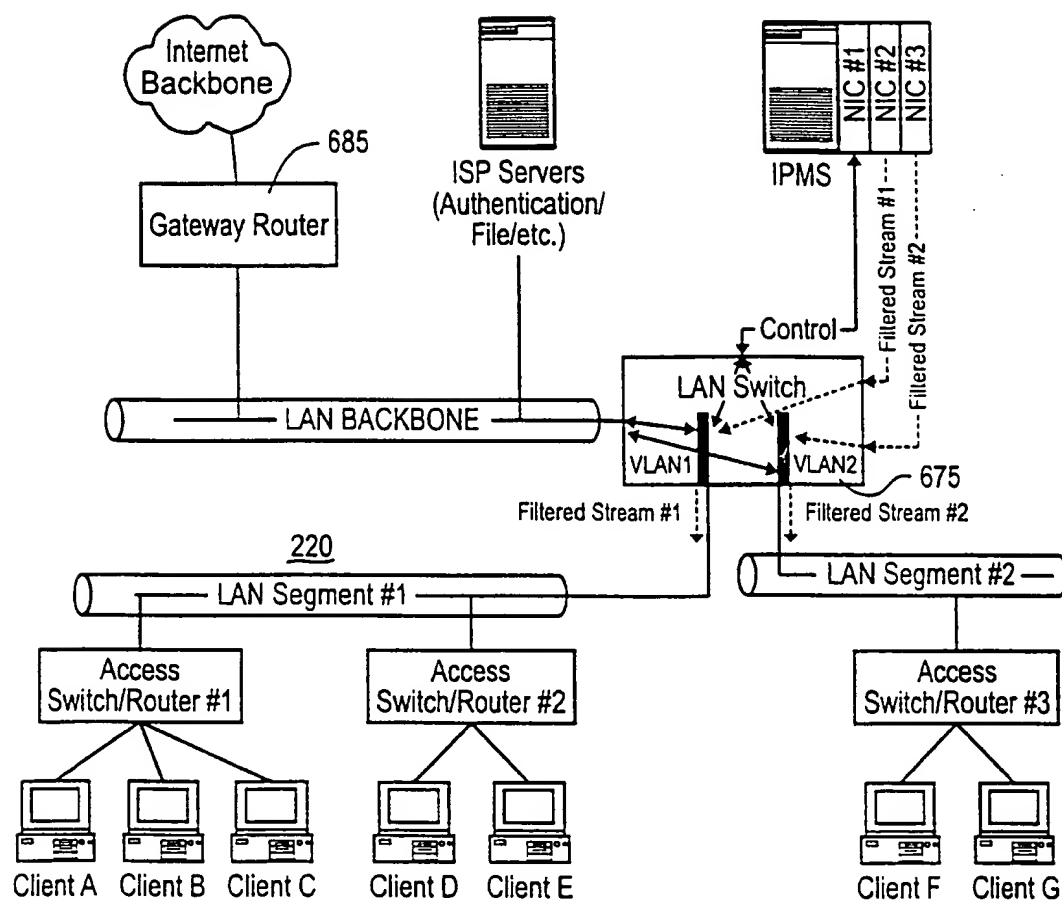 Internet
Backbone
685
Gateway Router
ISP Servers
(Authentication/
File/etc.)
NIC #1
NIC #2
NIC #3
IPMS
Filtered Stream #1
Filtered Stream #2
Control
LAN Switch
LAN BACKBONE
VLAN1
VLAN2
675
Filtered Stream #1
Filtered Stream #2
220
LAN Segment #1
LAN Segment #2
Access
Switch/Router #1
Access
Switch/Router #2
Access
Switch/Router #3
Client A
Client B
Client C
Client D
Client E
Client F
Client G